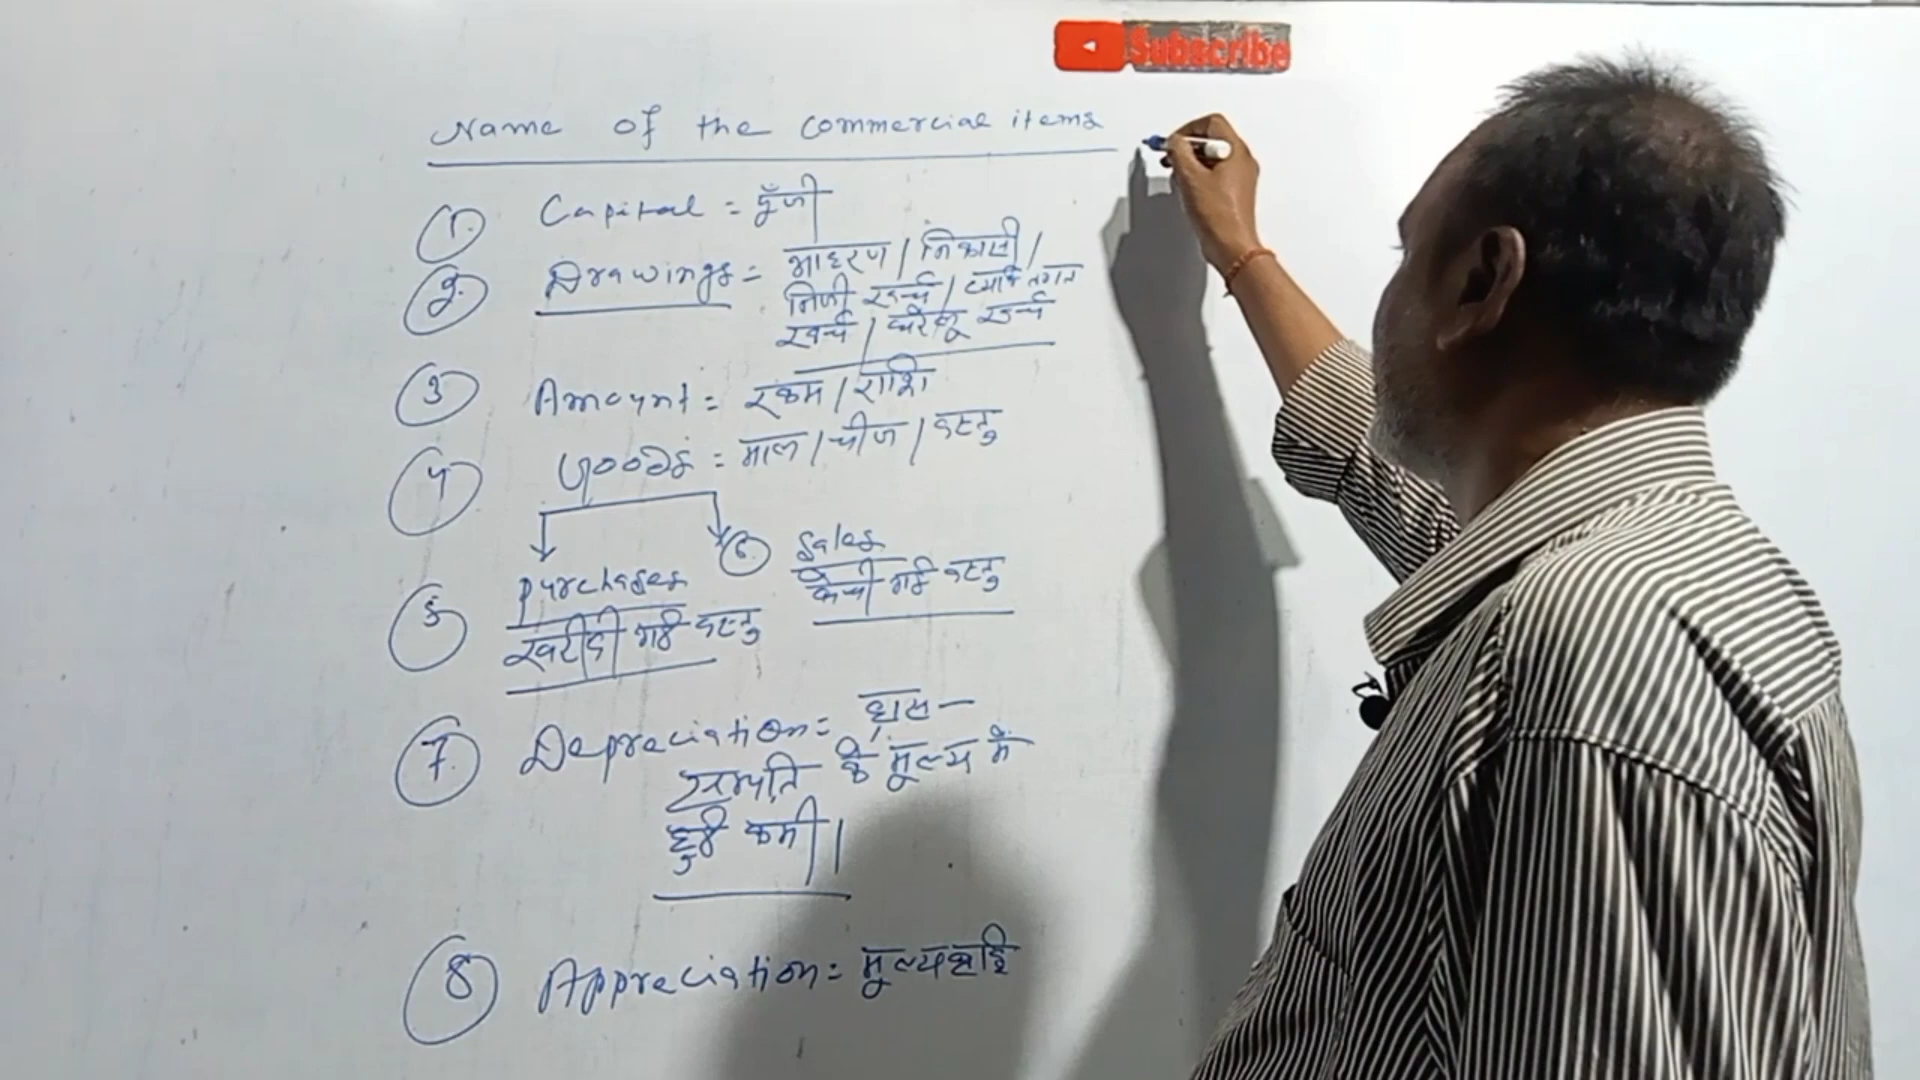 Subscribe
Name of the commercial items
1. Capital = पूँजी
2. Drawings = आहरण / निकासी /
निजी खर्च / व्यक्तिगत
खर्च / घरेलू खर्च
3 Amount = रकम / राशि
4 Goods = माल / चीज / वस्तु
5 Purchases
खरीदी गई वस्तु
6. Sales
बेची गई वस्तु
7. Depreciation = ह्रास -
सम्पति के मूल्य में
हुई कमी।
8 Appreciation = मूल्यवृद्धि